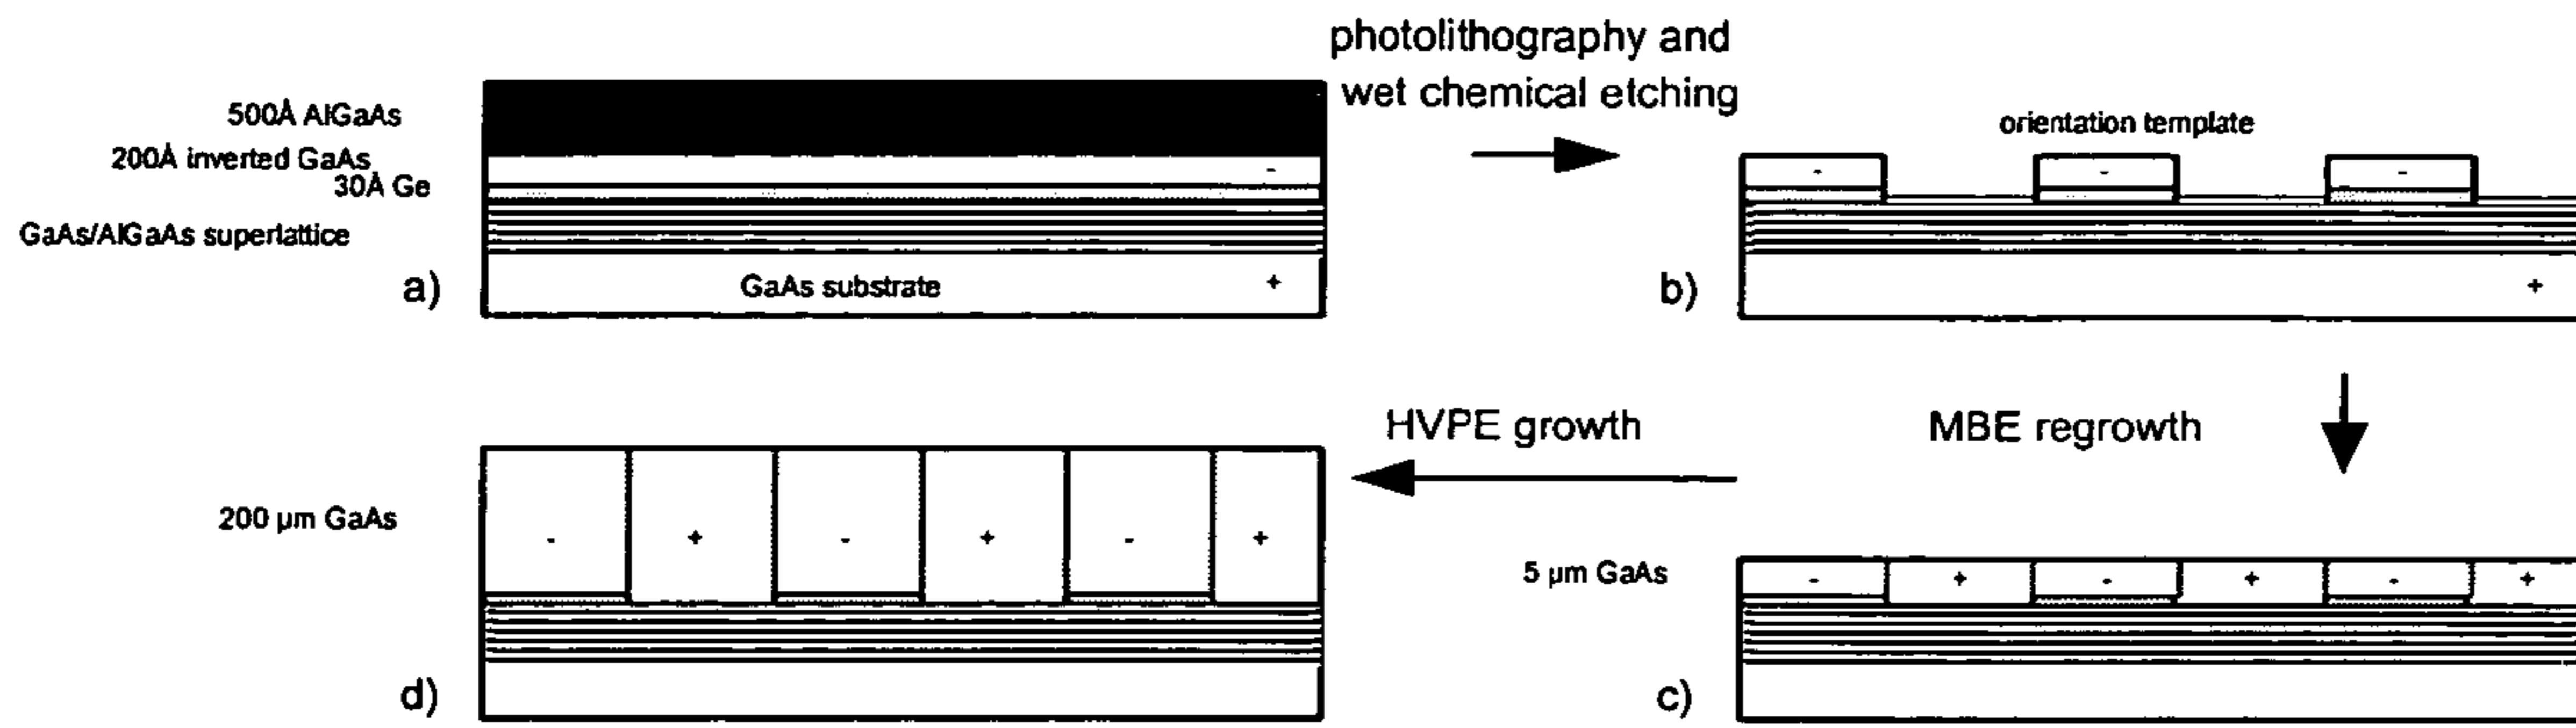 photolithography and
wet chemical etching
500Å AlGaAs
200Å inverted GaAs
-
30Å Ge
GaAs/AlGaAs superlattice
a)
GaAs substrate
+
orientation template
- - -
b)
+
HVPE growth
MBE regrowth
200 µm GaAs
- + - + - +
d)
5 µm GaAs
- + - + - +
c)